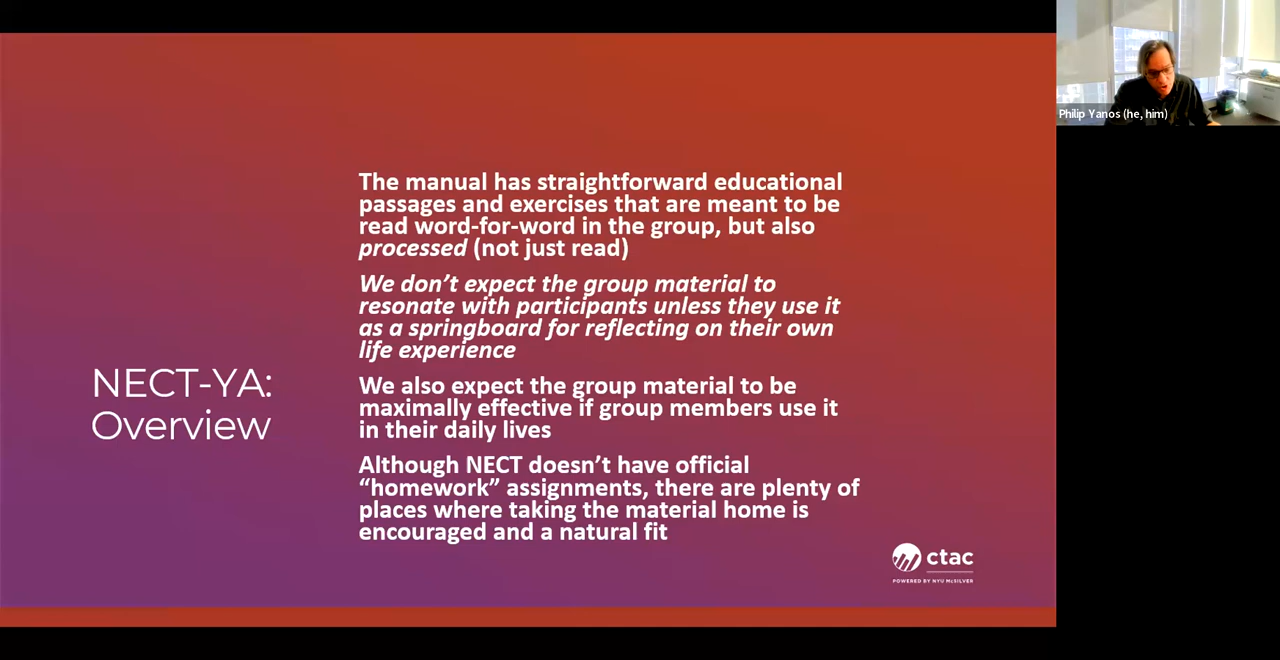 NECT-YA:
Overview
The manual has straightforward educational
passages and exercises that are meant to be
read word-for-word in the group, but also
processed (not just read)
We don’t expect the group material to
resonate with participants unless they use it
as a springboard for reflecting on their own
life experience
We also expect the group material to be
maximally effective if group members use it
in their daily lives
Although NECT doesn’t have official
“homework” assignments, there are plenty of
places where taking the material home is
encouraged and a natural fit
ctac
POWERED BY NYU McSILVER
Philip Yanos (he, him)